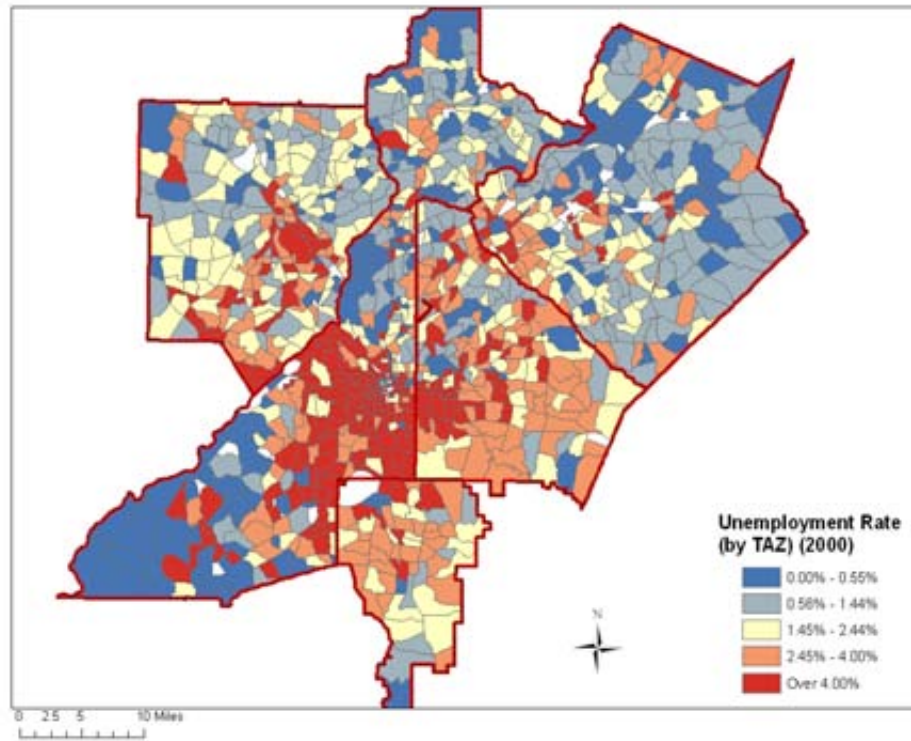 Unemployment Rate
(by TAZ) (2000)
0.00% - 0.55%
0.56% - 1.44%
1.45% - 2.44%
2.45% - 4.00%
Over 4.00%
N
0 2.5 5 10 Miles